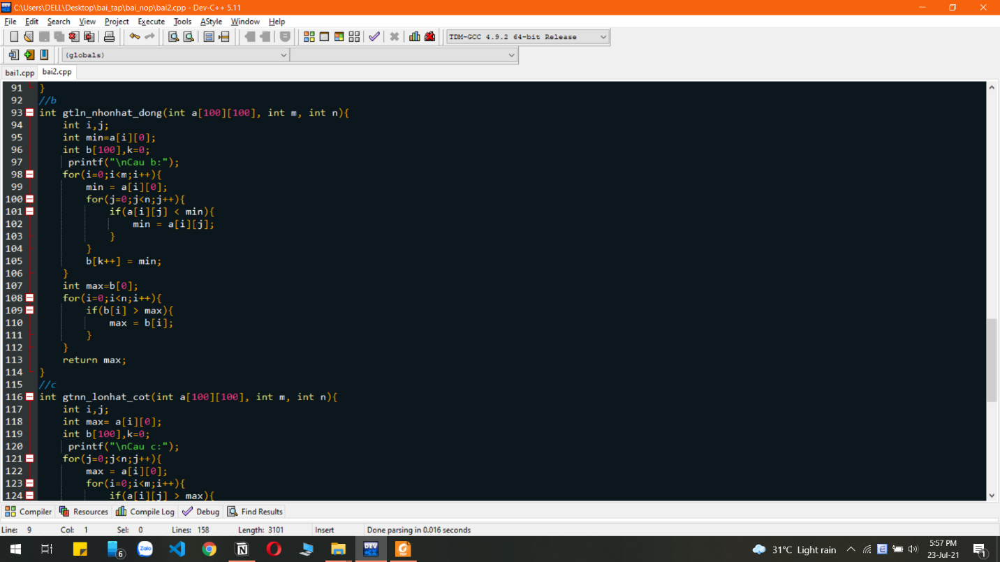 C:\Users\DELL\Desktop\bai_tap\bai_nop\bai2.cpp - Dev-C++ 5.11
File Edit Search View Project Execute Tools AStyle Window Help
TDM-GCC 4.9.2 64-bit Release
(globals)
bai1.cpp bai2.cpp
91 }
92 //b
93 int gtln_nhonhat_dong(int a[100][100], int m, int n){
94 int i,j;
95 int min=a[i][0];
96 int b[100],k=0;
97 printf("\nCau b:");
98 for(i=0;i<m;i++){
99 min = a[i][0];
100 for(j=0;j<n;j++){
101 if(a[i][j] < min){
102 min = a[i][j];
103 }
104 }
105 b[k++] = min;
106 }
107 int max=b[0];
108 for(i=0;i<n;i++){
109 if(b[i] > max){
110 max = b[i];
111 }
112 }
113 return max;
114 }
115 //c
116 int gtnn_lonhat_cot(int a[100][100], int m, int n){
117 int i,j;
118 int max= a[i][0];
119 int b[100],k=0;
120 printf("\nCau c:");
121 for(j=0;j<n;j++){
122 max = a[i][0];
123 for(i=0;i<m;i++){
124 if(a[i][j] > max){
Compiler Resources Compile Log Debug Find Results
Line: 9 Col: 1 Sel: 0 Lines: 158 Length: 3101 Insert Done parsing in 0.016 seconds
6 Zalo DEV 31°C Light rain E 5:57 PM 1
23-Jul-21